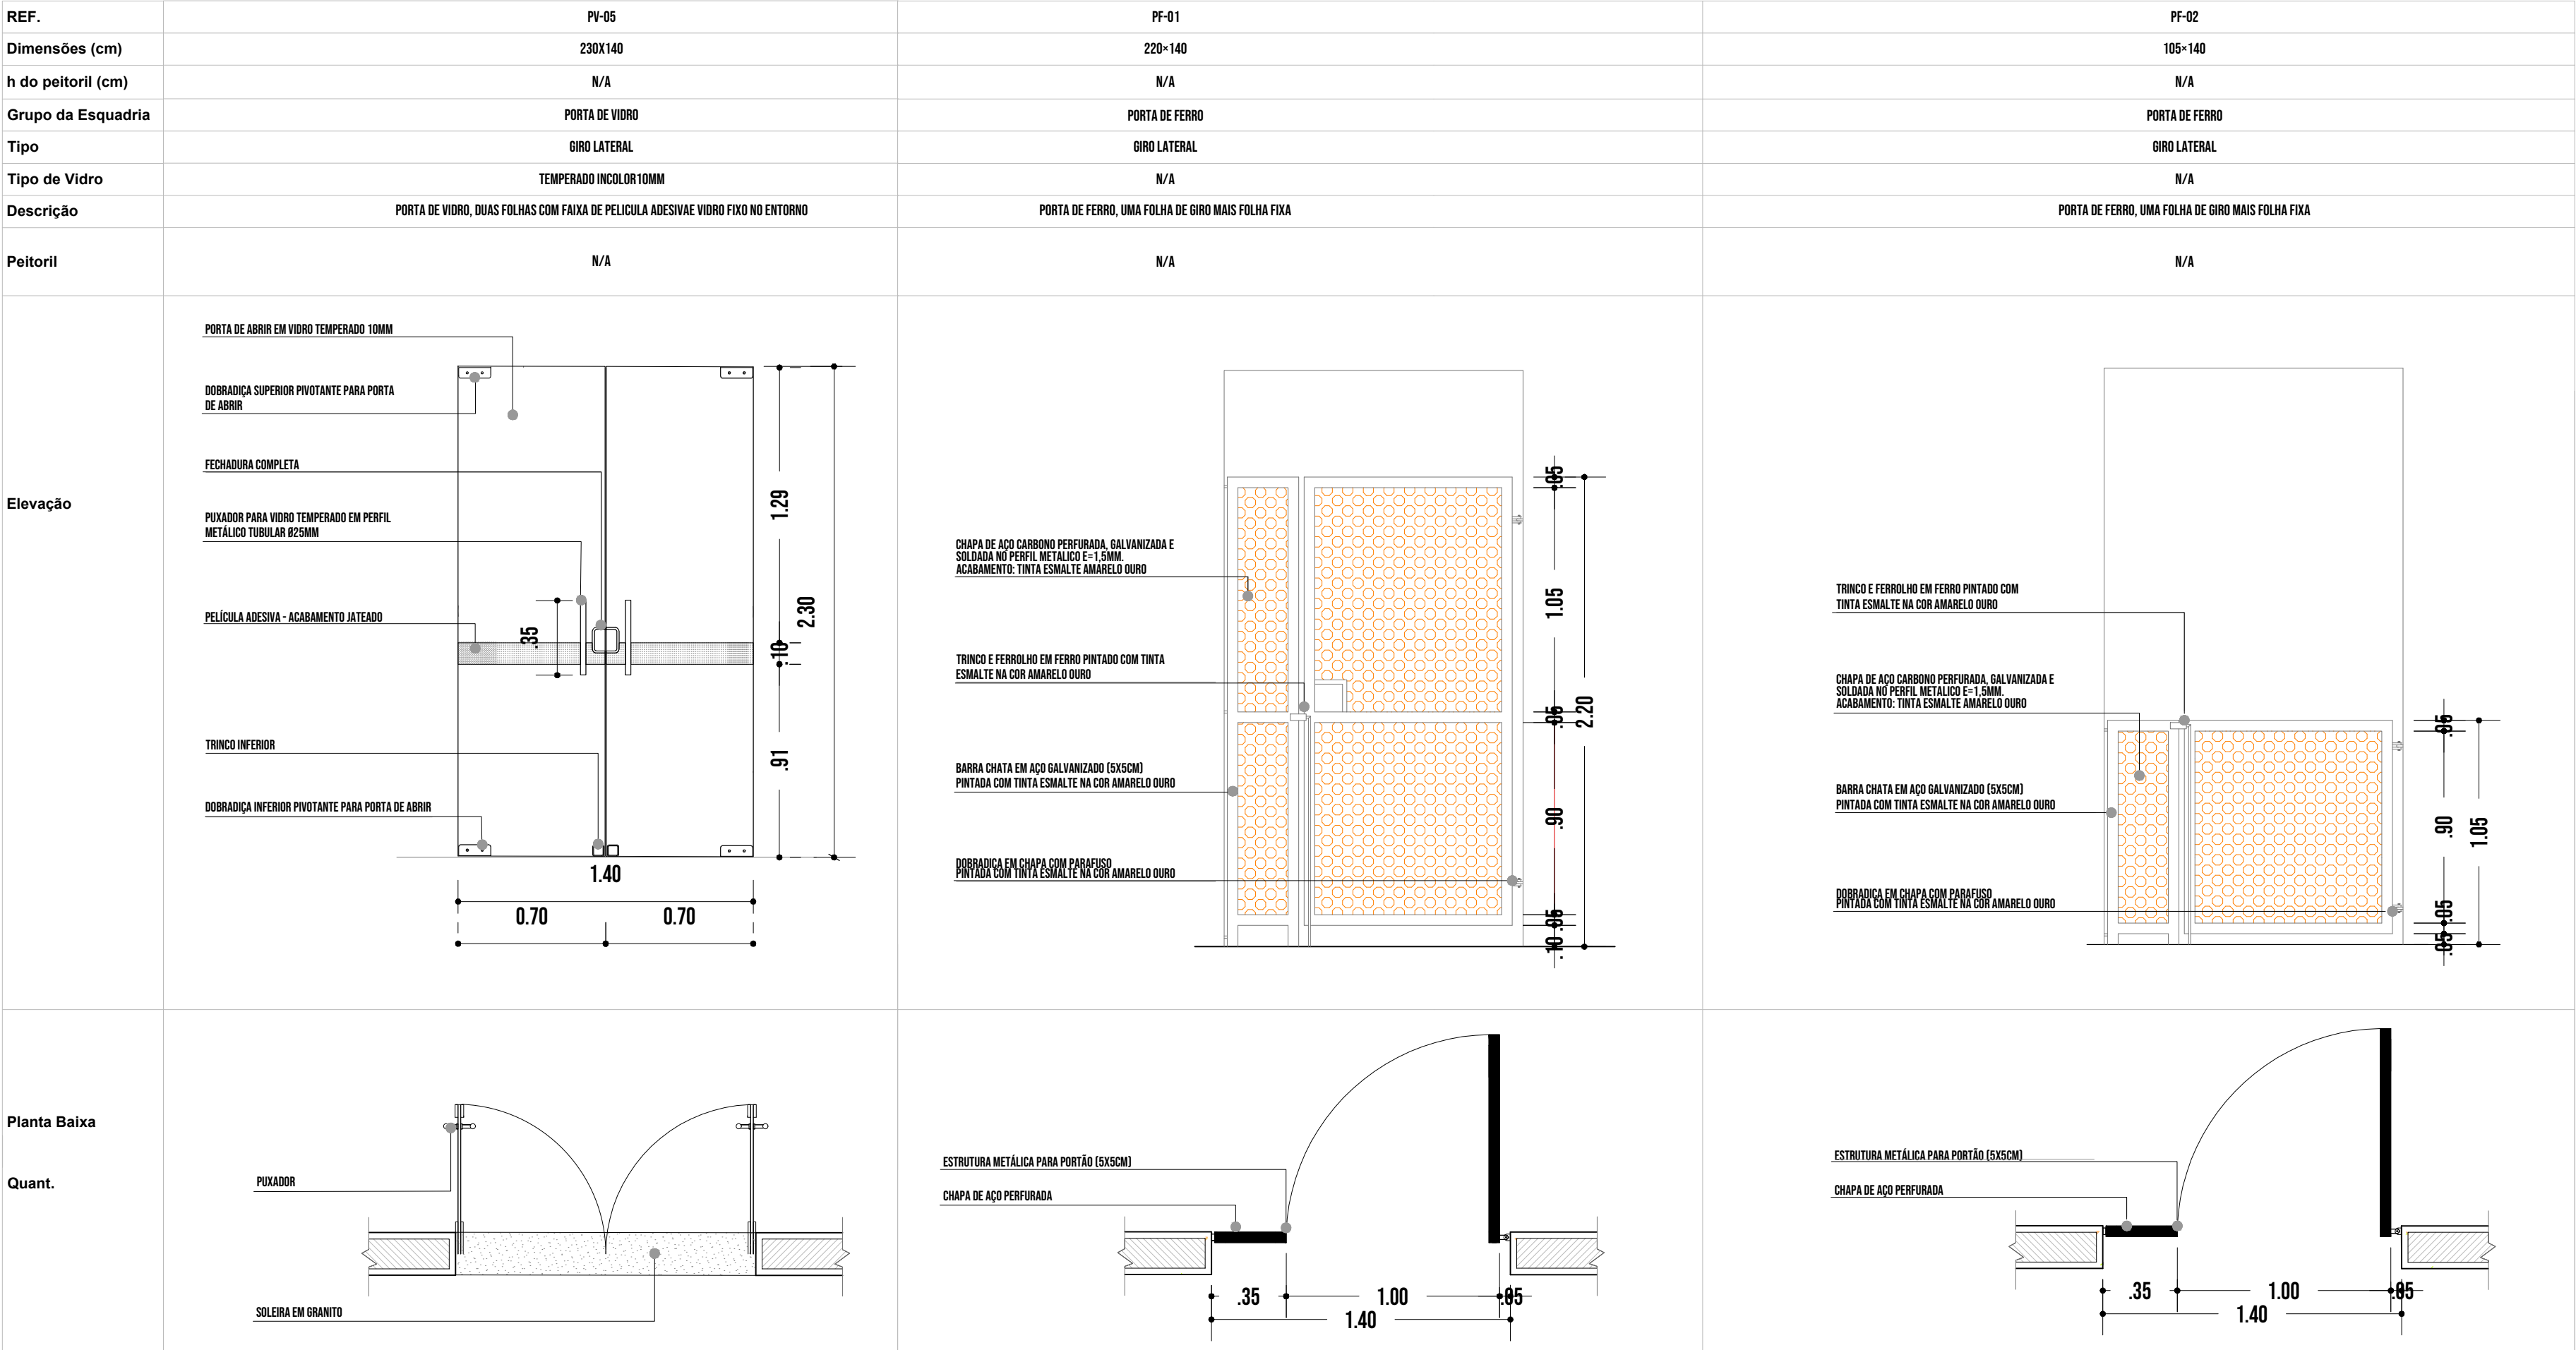 REF. PV-05 PF-01 PF-02
Dimensões (cm) 230X140 220×140 105×140
h do peitoril (cm) N/A N/A N/A
Grupo da Esquadria PORTA DE VIDRO PORTA DE FERRO PORTA DE FERRO
Tipo GIRO LATERAL GIRO LATERAL GIRO LATERAL
Tipo de Vidro TEMPERADO INCOLOR10MM N/A N/A
Descrição PORTA DE VIDRO, DUAS FOLHAS COM FAIXA DE PELICULA ADESIVAE VIDRO FIXO NO ENTORNO PORTA DE FERRO, UMA FOLHA DE GIRO MAIS FOLHA FIXA PORTA DE FERRO, UMA FOLHA DE GIRO MAIS FOLHA FIXA
Peitoril N/A N/A N/A
Elevação
PORTA DE ABRIR EM VIDRO TEMPERADO 10MM
DOBRADIÇA SUPERIOR PIVOTANTE PARA PORTA
DE ABRIR
FECHADURA COMPLETA
PUXADOR PARA VIDRO TEMPERADO EM PERFIL
METÁLICO TUBULAR Ø25MM
PELÍCULA ADESIVA - ACABAMENTO JATEADO
TRINCO INFERIOR
DOBRADIÇA INFERIOR PIVOTANTE PARA PORTA DE ABRIR
.35
1.29
.10
.91
2.30
1.40
0.70 0.70
CHAPA DE AÇO CARBONO PERFURADA, GALVANIZADA E
SOLDADA NO PERFIL METALICO E=1,5MM.
ACABAMENTO: TINTA ESMALTE AMARELO OURO
TRINCO E FERROLHO EM FERRO PINTADO COM TINTA
ESMALTE NA COR AMARELO OURO
BARRA CHATA EM AÇO GALVANIZADO (5X5CM)
PINTADA COM TINTA ESMALTE NA COR AMARELO OURO
DOBRADIÇA EM CHAPA COM PARAFUSO
PINTADA COM TINTA ESMALTE NA COR AMARELO OURO
.05
1.05
.05
.90
.05
.10
2.20
TRINCO E FERROLHO EM FERRO PINTADO COM
TINTA ESMALTE NA COR AMARELO OURO
CHAPA DE AÇO CARBONO PERFURADA, GALVANIZADA E
SOLDADA NO PERFIL METALICO E=1,5MM.
ACABAMENTO: TINTA ESMALTE AMARELO OURO
BARRA CHATA EM AÇO GALVANIZADO (5X5CM)
PINTADA COM TINTA ESMALTE NA COR AMARELO OURO
DOBRADIÇA EM CHAPA COM PARAFUSO
PINTADA COM TINTA ESMALTE NA COR AMARELO OURO
.05
.90
.05
.05
1.05
Planta Baixa
Quant.
PUXADOR
SOLEIRA EM GRANITO
ESTRUTURA METÁLICA PARA PORTÃO (5X5CM)
CHAPA DE AÇO PERFURADA
.35 1.00 .05
1.40
ESTRUTURA METÁLICA PARA PORTÃO (5X5CM)
CHAPA DE AÇO PERFURADA
.35 1.00 .05
1.40